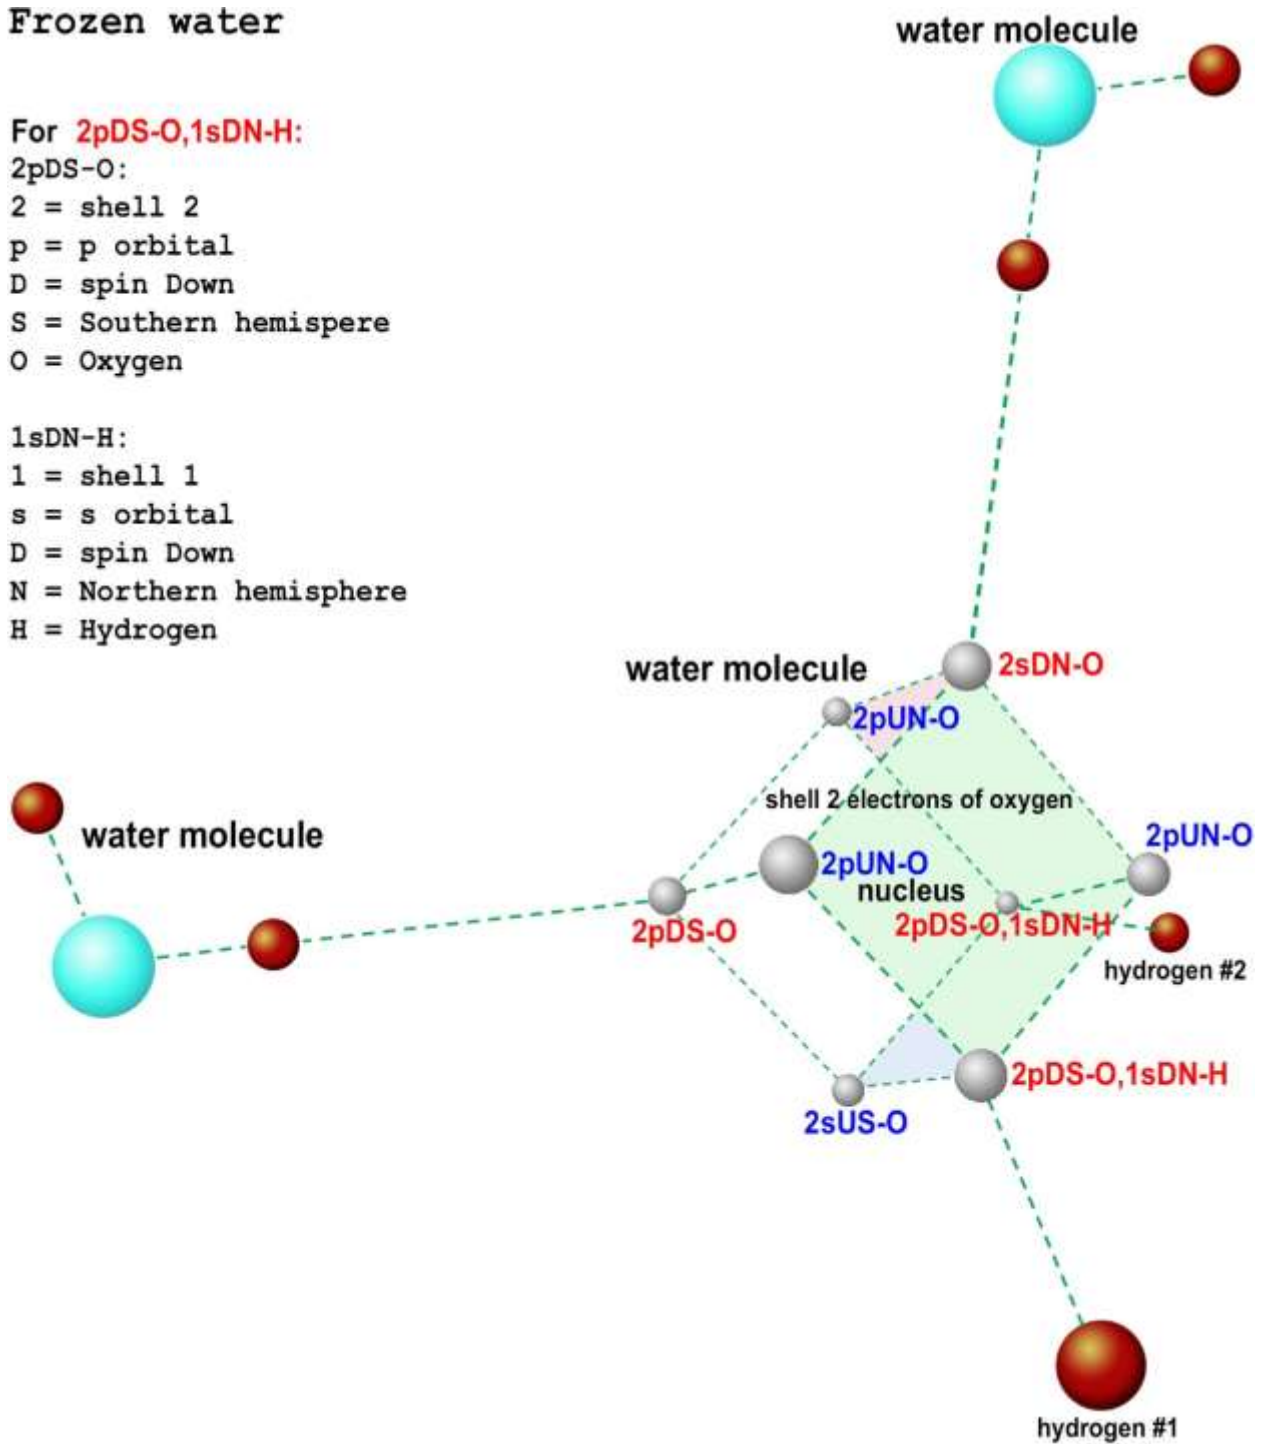 Frozen water
For 2pDS-O,1sDN-H:
2pDS-O:
2 = shell 2
p = p orbital
D = spin Down
S = Southern hemispere
O = Oxygen
1sDN-H:
1 = shell 1
s = s orbital
D = spin Down
N = Northern hemisphere
H = Hydrogen
water molecule
water molecule
2sDN-O
2pUN-O
shell 2 electrons of oxygen
water molecule
2pUN-O
2pUN-O
nucleus
2pDS-O
2pDS-O,1sDN-H
hydrogen #2
2pDS-O,1sDN-H
2sUS-O
hydrogen #1